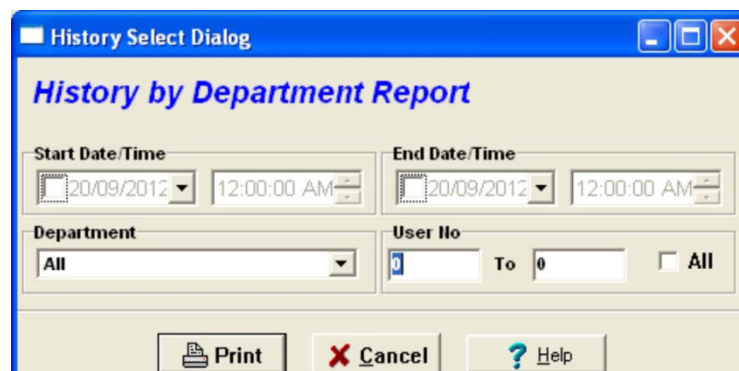 History Select Dialog
History by Department Report
Start Date/Time
20/09/2012 12:00:00 AM
End Date/Time
20/09/2012 12:00:00 AM
Department
All
User No
0 To 0 All
Print Cancel Help